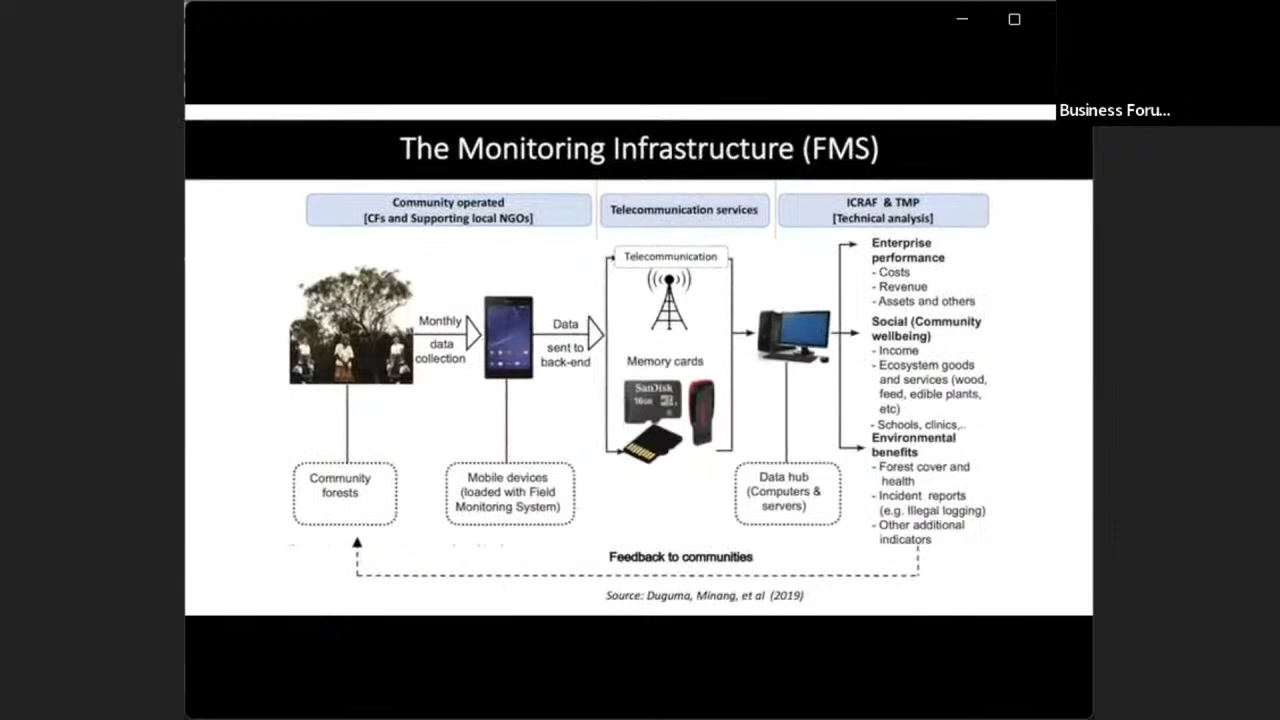 Business Foru...
The Monitoring Infrastructure (FMS)
Community operated
[CFs and Supporting local NGOs]
Telecommunication services
ICRAF & TMP
[Technical analysis]
Monthly
data
collection
Data
sent to
back-end
Telecommunication
Memory cards
SanDisk
16GB
Enterprise
performance
- Costs
- Revenue
- Assets and others
Social (Community
wellbeing)
- Income
- Ecosystem goods
and services (wood,
feed, edible plants,
etc)
- Schools, clinics,..
Environmental
benefits
- Forest cover and
health
- Incident reports
(e.g. Illegal logging)
- Other additional
indicators
Community
forests
Mobile devices
(loaded with Field
Monitoring System)
Data hub
(Computers &
servers)
Feedback to communities
Source: Duguma, Minang, et al (2019)